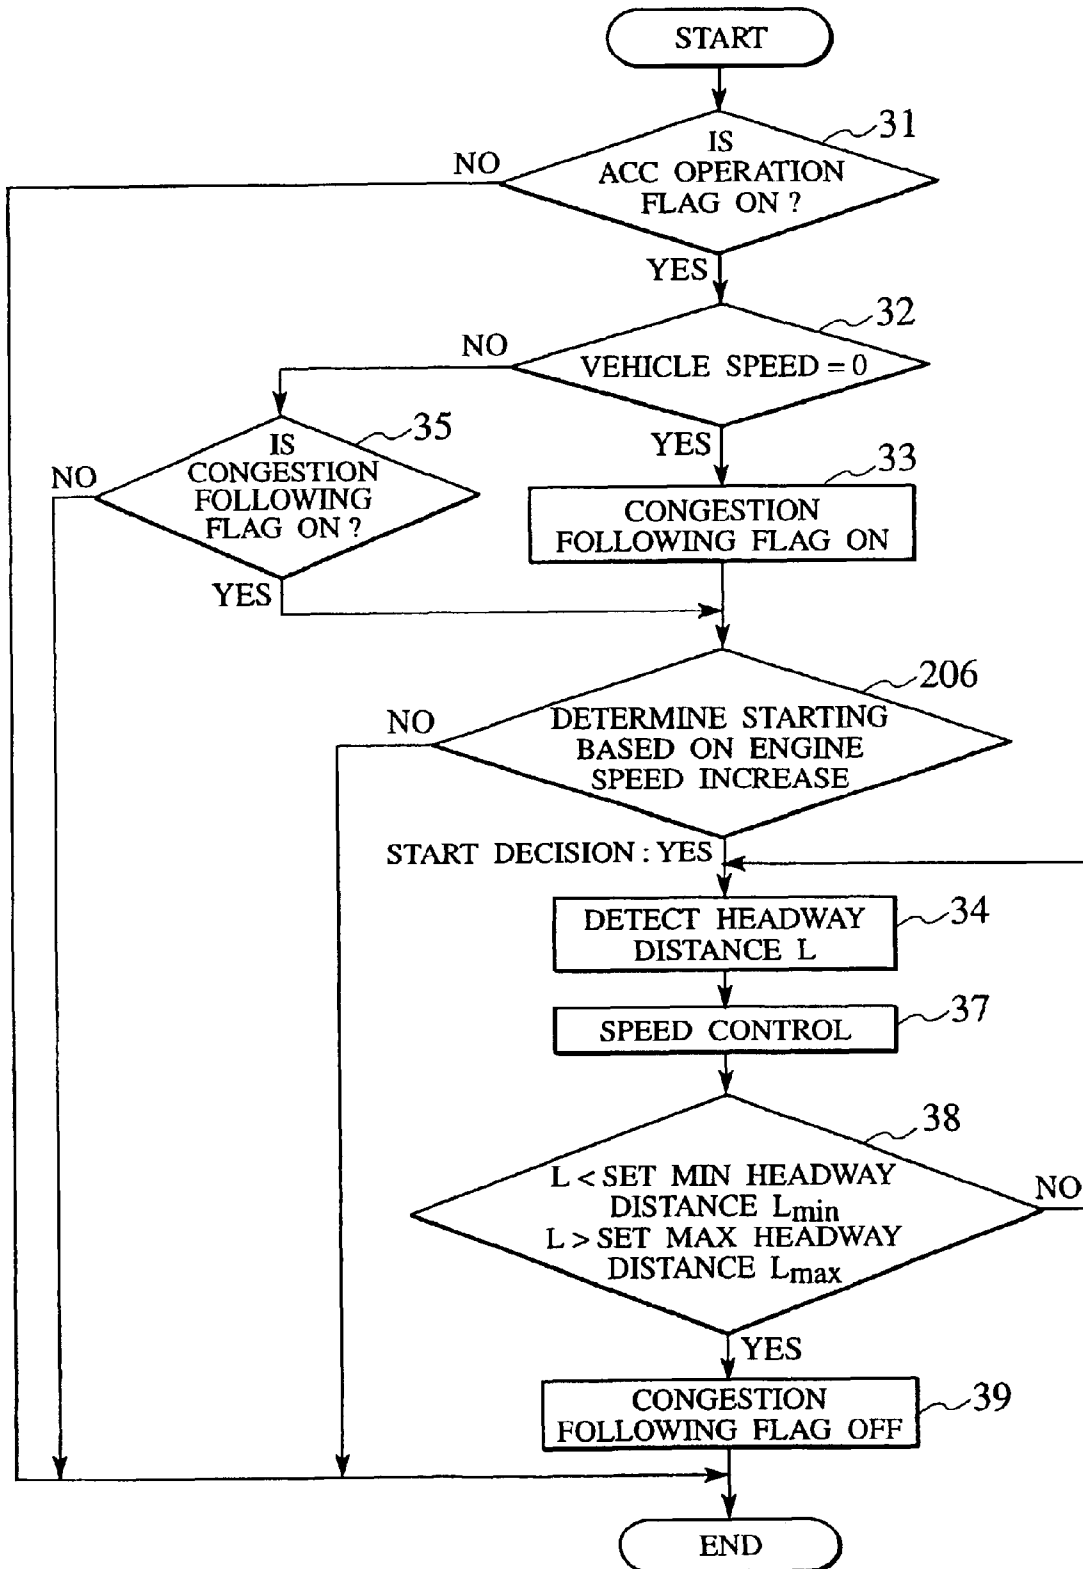 START
31
IS
ACC OPERATION
FLAG ON ?
NO
YES
32
VEHICLE SPEED = 0
NO
YES
35
IS
CONGESTION
FOLLOWING
FLAG ON ?
NO
YES
33
CONGESTION
FOLLOWING FLAG ON
206
DETERMINE STARTING
BASED ON ENGINE
SPEED INCREASE
NO
START DECISION : YES
DETECT HEADWAY
DISTANCE L
34
SPEED CONTROL
37
38
L < SET MIN HEADWAY
DISTANCE Lmin
L > SET MAX HEADWAY
DISTANCE Lmax
NO
YES
CONGESTION
FOLLOWING FLAG OFF
39
END